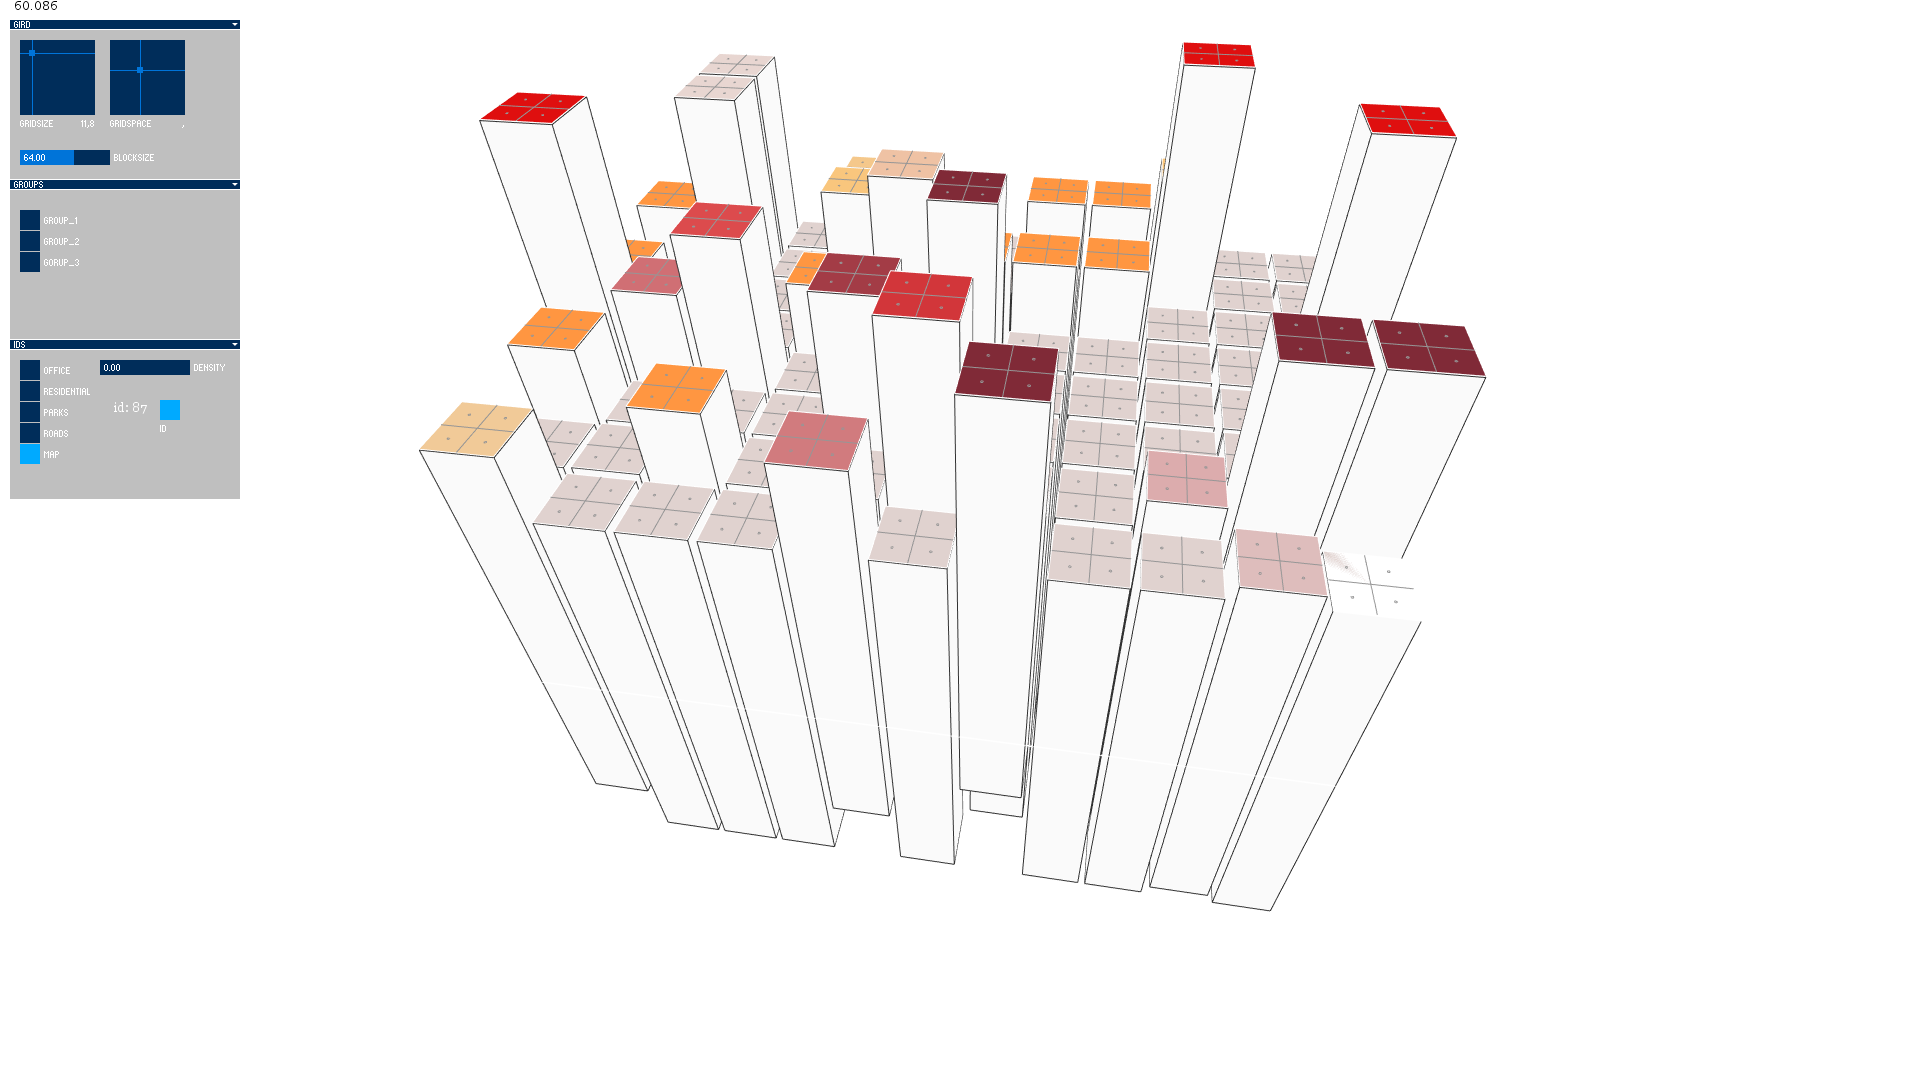 60.086
GIRD
GRIDSIZE 11,8 GRIDSPACE ,
64.00 BLOCKSIZE
GROUPS
GROUP_1
GROUP_2
GORUP_3
IDS
OFFICE 0.00 DENSITY
RESIDENTIAL
PARKS id: 87
ROADS ID
MAP